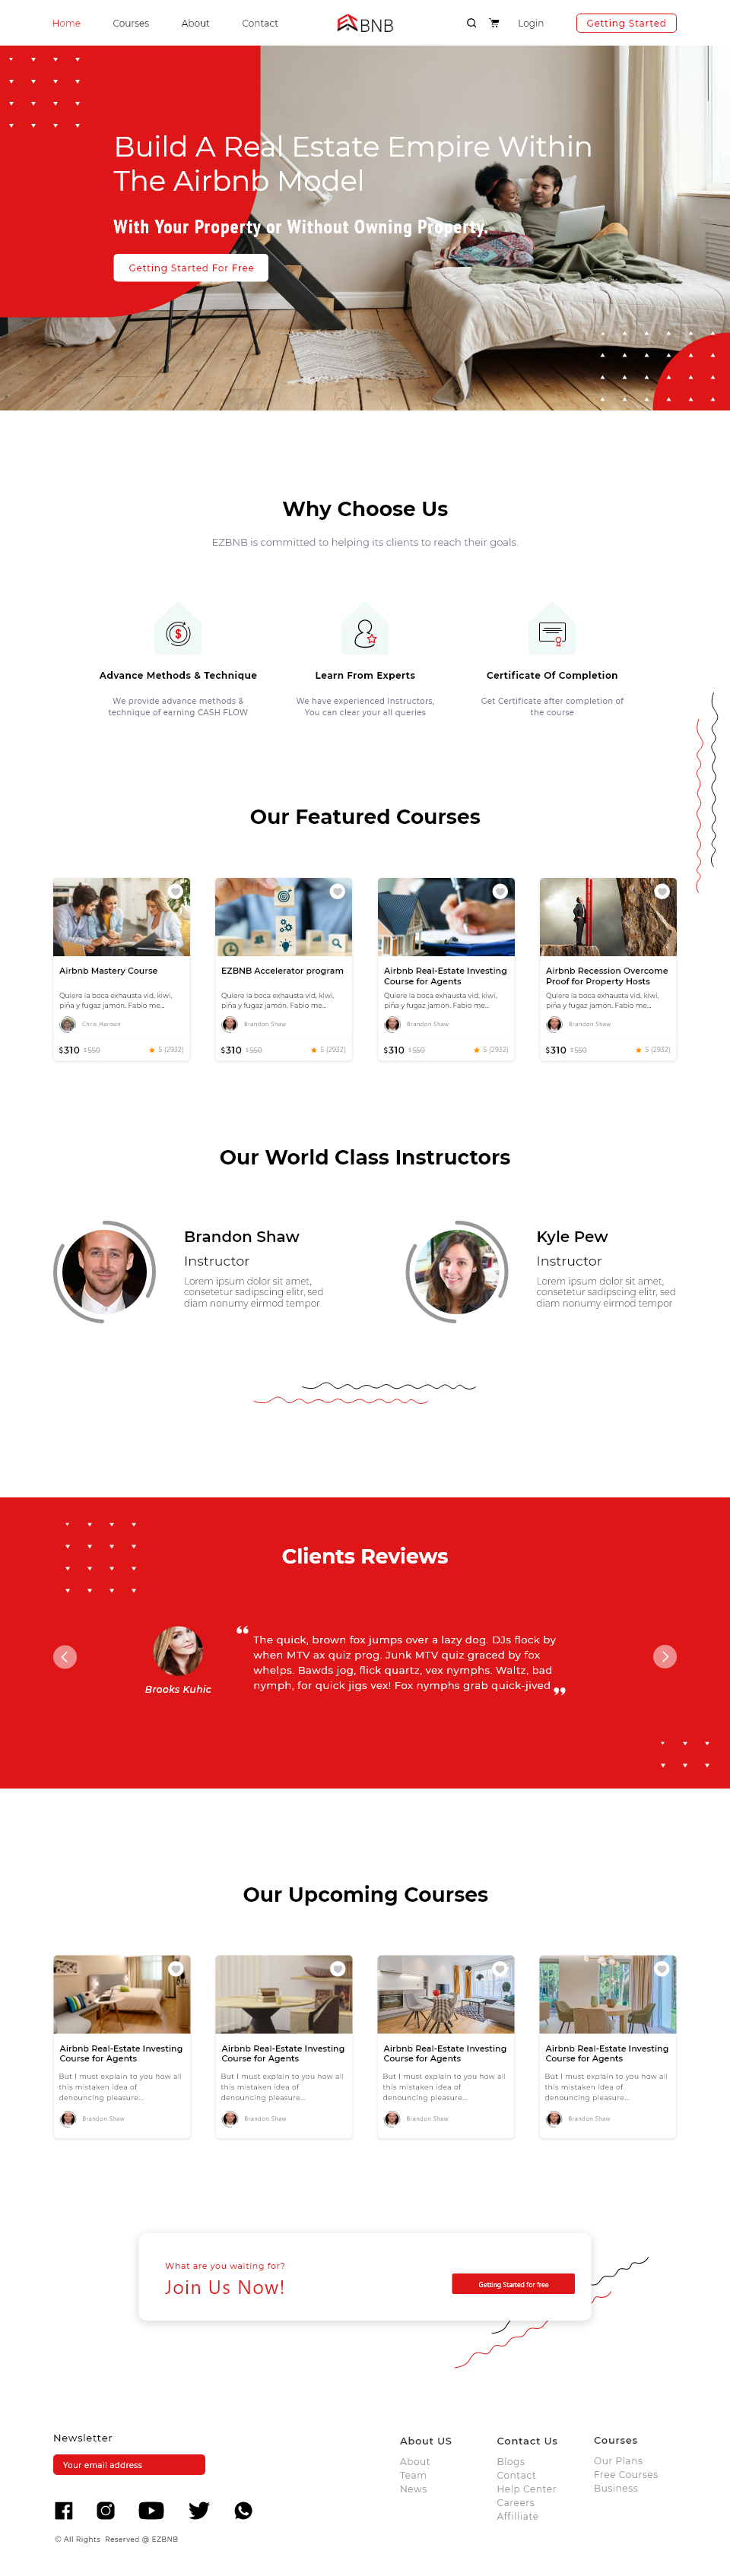 Home Courses About Contact BNB Login Getting Started
Build A Real Estate Empire Within
The Airbnb Model
With Your Property or Without Owning Property.
Getting Started For Free
Why Choose Us
EZBNB is committed to helping its clients to reach their goals.
Advance Methods & Technique
We provide advance methods &
technique of earning CASH FLOW
Learn From Experts
We have experienced Instructors,
You can clear your all queries
Certificate Of Completion
Get Certificate after completion of
the course
Our Featured Courses
Airbnb Mastery Course
Quiere la boca exhausta vid, kiwi,
piña y fugaz jamón. Fabio me...
Chris Haroun
$310 $550 5 (2932)
EZBNB Accelerator program
Quiere la boca exhausta vid, kiwi,
piña y fugaz jamón. Fabio me...
Brandon Shaw
$310 $550 5 (2932)
Airbnb Real-Estate Investing
Course for Agents
Quiere la boca exhausta vid, kiwi,
piña y fugaz jamón. Fabio me...
Brandon Shaw
$310 $550 5 (2932)
Airbnb Recession Overcome
Proof for Property Hosts
Quiere la boca exhausta vid, kiwi,
piña y fugaz jamón. Fabio me...
Brandon Shaw
$310 $550 5 (2932)
Our World Class Instructors
Brandon Shaw
Instructor
Lorem ipsum dolor sit amet,
consetetur sadipscing elitr, sed
diam nonumy eirmod tempor
Kyle Pew
Instructor
Lorem ipsum dolor sit amet,
consetetur sadipscing elitr, sed
diam nonumy eirmod tempor
Clients Reviews
Brooks Kuhic
“ The quick, brown fox jumps over a lazy dog. DJs flock by
when MTV ax quiz prog. Junk MTV quiz graced by fox
whelps. Bawds jog, flick quartz, vex nymphs. Waltz, bad
nymph, for quick jigs vex! Fox nymphs grab quick-jived ”
Our Upcoming Courses
Airbnb Real-Estate Investing
Course for Agents
But I must explain to you how all
this mistaken idea of
denouncing pleasure...
Brandon Shaw
Airbnb Real-Estate Investing
Course for Agents
But I must explain to you how all
this mistaken idea of
denouncing pleasure...
Brandon Shaw
Airbnb Real-Estate Investing
Course for Agents
But I must explain to you how all
this mistaken idea of
denouncing pleasure...
Brandon Shaw
Airbnb Real-Estate Investing
Course for Agents
But I must explain to you how all
this mistaken idea of
denouncing pleasure...
Brandon Shaw
What are you waiting for?
Join Us Now!
Getting Started for free
Newsletter
Your email address
© All Rights Reserved @ EZBNB
About US
About
Team
News
Contact Us
Blogs
Contact
Help Center
Careers
Affilliate
Courses
Our Plans
Free Courses
Business